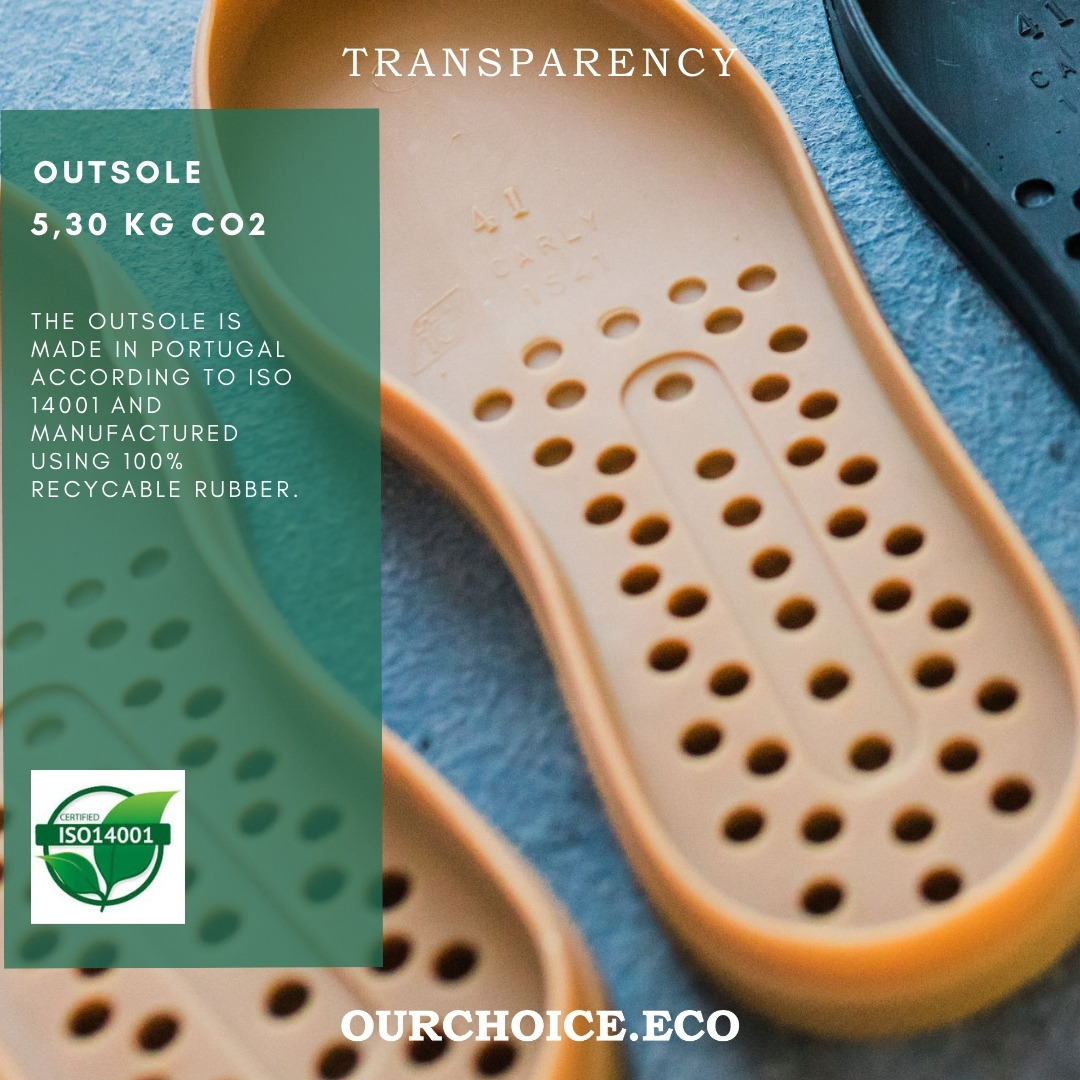 TRANSPARENCY
OUTSOLE
5,30 KG CO2
THE OUTSOLE IS
MADE IN PORTUGAL
ACCORDING TO ISO
14001 AND
MANUFACTURED
USING 100%
RECYCABLE RUBBER.
41
CARLY
1541
41
CERTIFIED
ISO14001
OURCHOICE.ECO